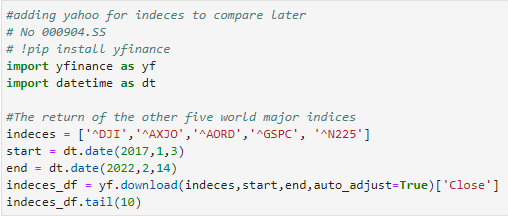 #adding yahoo for indeces to compare later
# No 000904.SS
# !pip install yfinance
import yfinance as yf
import datetime as dt
#The return of the other five world major indices
indeces = ['^DJI','^AXJO','^AORD','^GSPC', '^N225']
start = dt.date(2017,1,3)
end = dt.date(2022,2,14)
indeces_df = yf.download(indeces,start,end,auto_adjust=True)['Close']
indeces_df.tail(10)